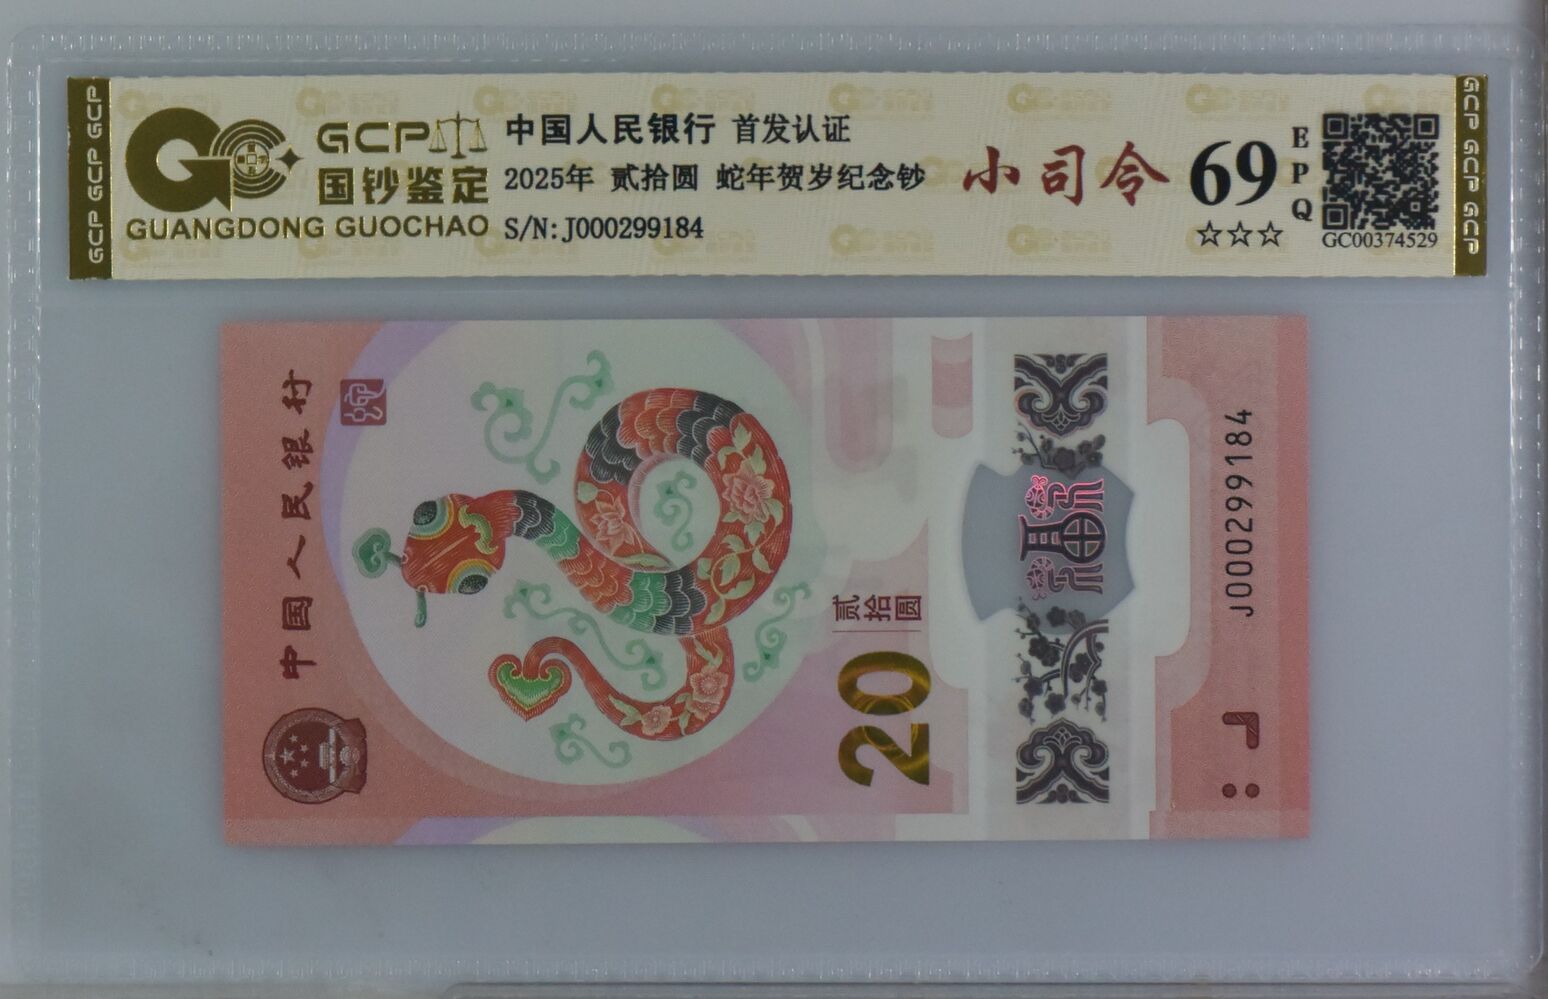 GCP GCP GCP
GCP
国钞鉴定
GUANGDONG GUOCHAO
中国人民银行 首发认证
2025年 贰拾圆 蛇年贺岁纪念钞
S/N:J000299184
小司令
69
EPQ
☆☆☆
GC00374529
GCP GCP GCP
中国人民银行
贰拾圆
20
J000299184